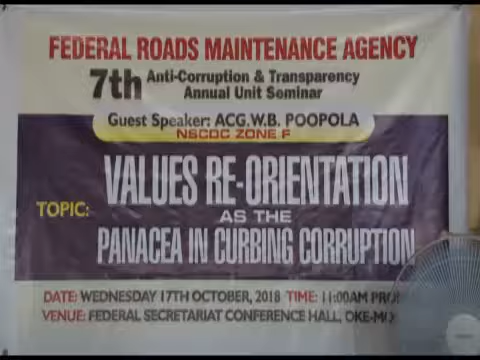 FEDERAL ROADS MAINTENANCE AGENCY
7th Anti-Corruption & Transparency
Annual Unit Seminar
Guest Speaker: ACG.W.B. POOPOLA
NSCDC ZONE F
TOPIC: VALUES RE-ORIENTATION
AS THE
PANACEA IN CURBING CORRUPTION
DATE: WEDNESDAY 17TH OCTOBER, 2018 TIME: 11:00AM
VENUE: FEDERAL SECRETARIAT CONFERENCE HALL,